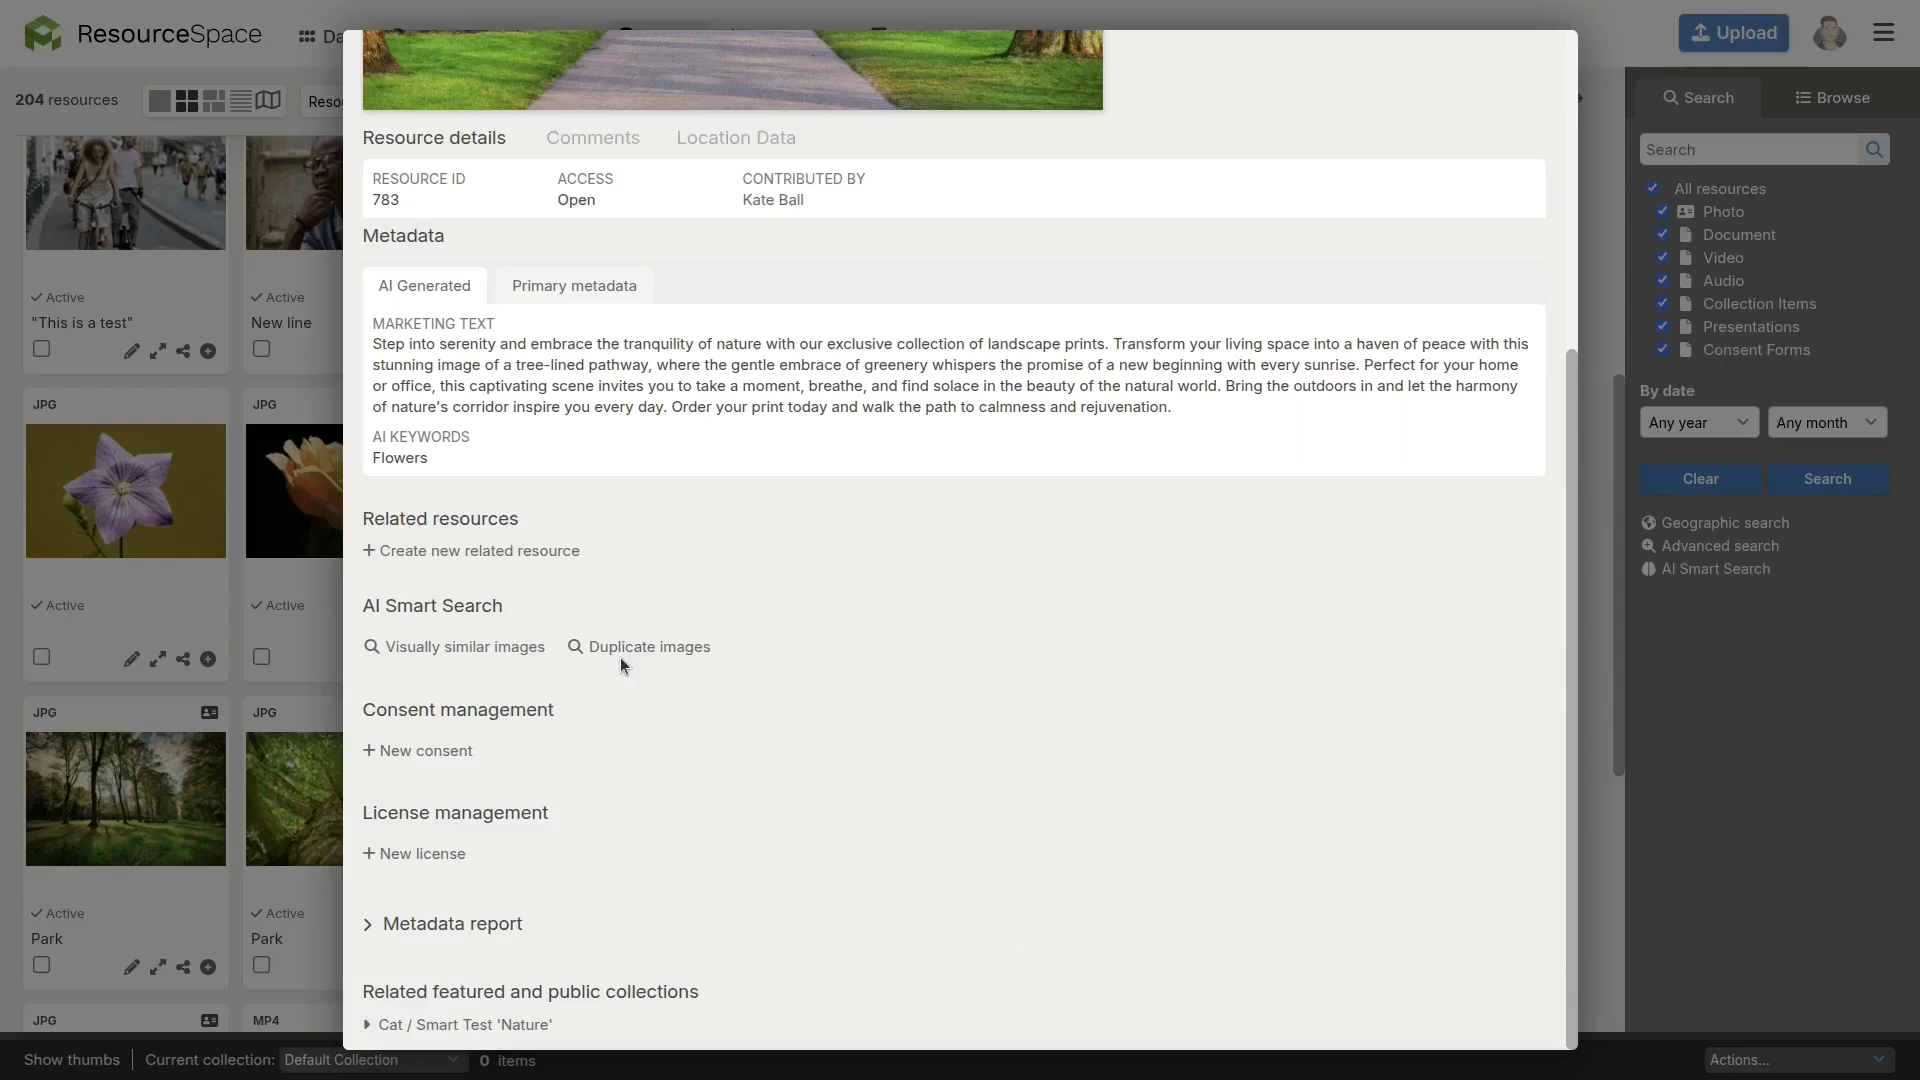 ResourceSpace
Da
Upload
204 resources
Reso
Active
"This is a test"
Active
New line
JPG
JPG
Active
Active
JPG
JPG
Active
Park
Active
Park
JPG
MP4
Resource details
Comments
Location Data
RESOURCE ID
783
ACCESS
Open
CONTRIBUTED BY
Kate Ball
Metadata
AI Generated
Primary metadata
MARKETING TEXT
Step into serenity and embrace the tranquility of nature with our exclusive collection of landscape prints. Transform your living space into a haven of peace with this
stunning image of a tree-lined pathway, where the gentle embrace of greenery whispers the promise of a new beginning with every sunrise. Perfect for your home
or office, this captivating scene invites you to take a moment, breathe, and find solace in the beauty of the natural world. Bring the outdoors in and let the harmony
of nature's corridor inspire you every day. Order your print today and walk the path to calmness and rejuvenation.
AI KEYWORDS
Flowers
Related resources
+ Create new related resource
AI Smart Search
Visually similar images
Duplicate images
Consent management
+ New consent
License management
+ New license
Metadata report
Related featured and public collections
Cat / Smart Test 'Nature'
Search
Browse
Search
All resources
Photo
Document
Video
Audio
Collection Items
Presentations
Consent Forms
By date
Any year
Any month
Clear
Search
Geographic search
Advanced search
AI Smart Search
Show thumbs
Current collection:
Default Collection
0 items
Actions...